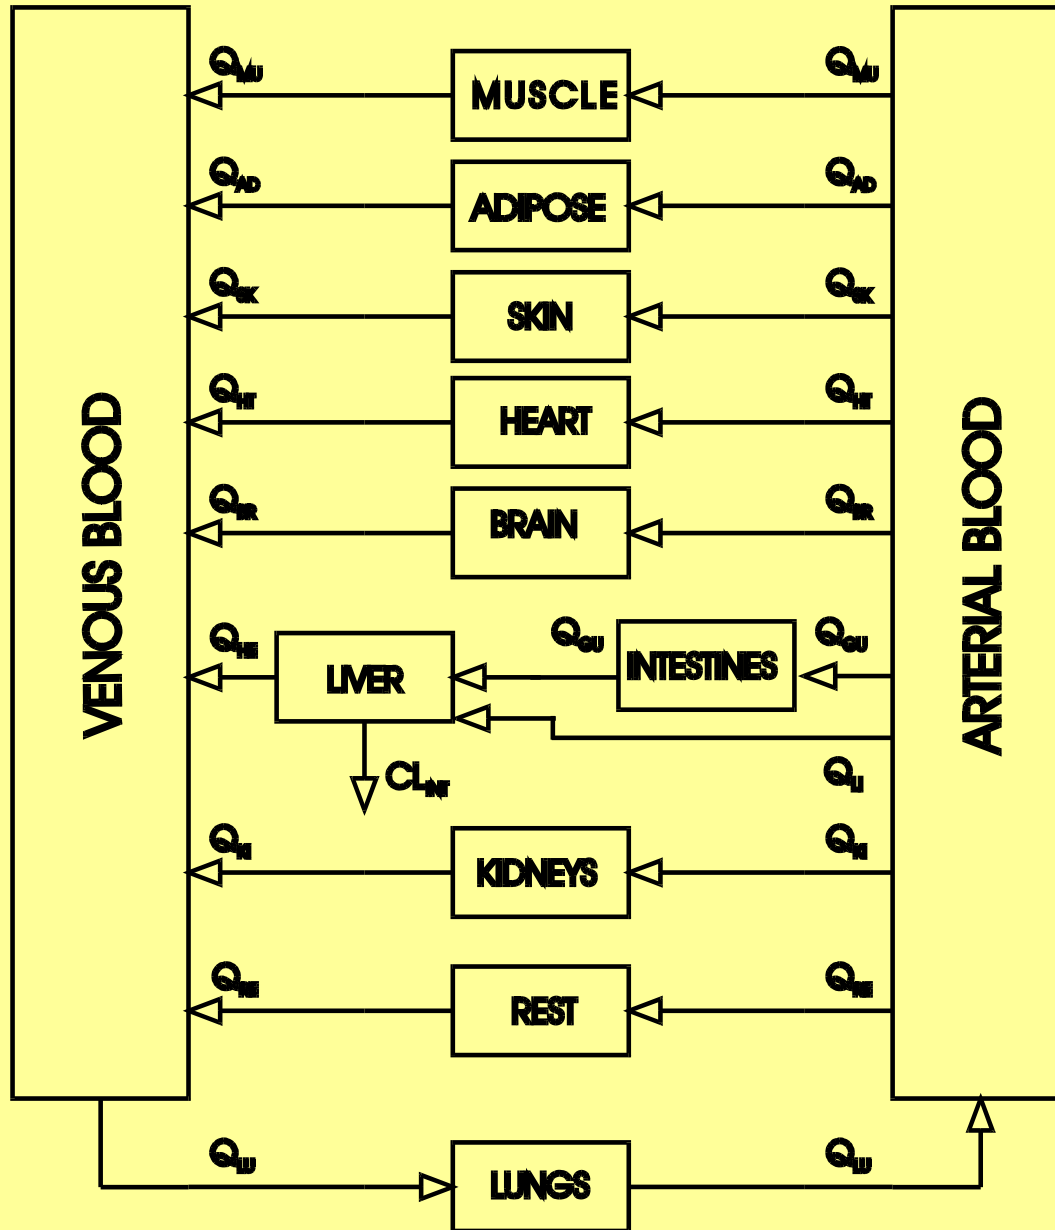 VENOUS BLOOD
ARTERIAL BLOOD
QMU
MUSCLE
QMU
QAD
ADIPOSE
QAD
QSK
SKIN
QSK
QHT
HEART
QHT
QBR
BRAIN
QBR
QHE
LIVER
QGU
INTESTINES
QGU
CLINT
QLI
QKI
KIDNEYS
QKI
QRE
REST
QRE
QLU
LUNGS
QLU